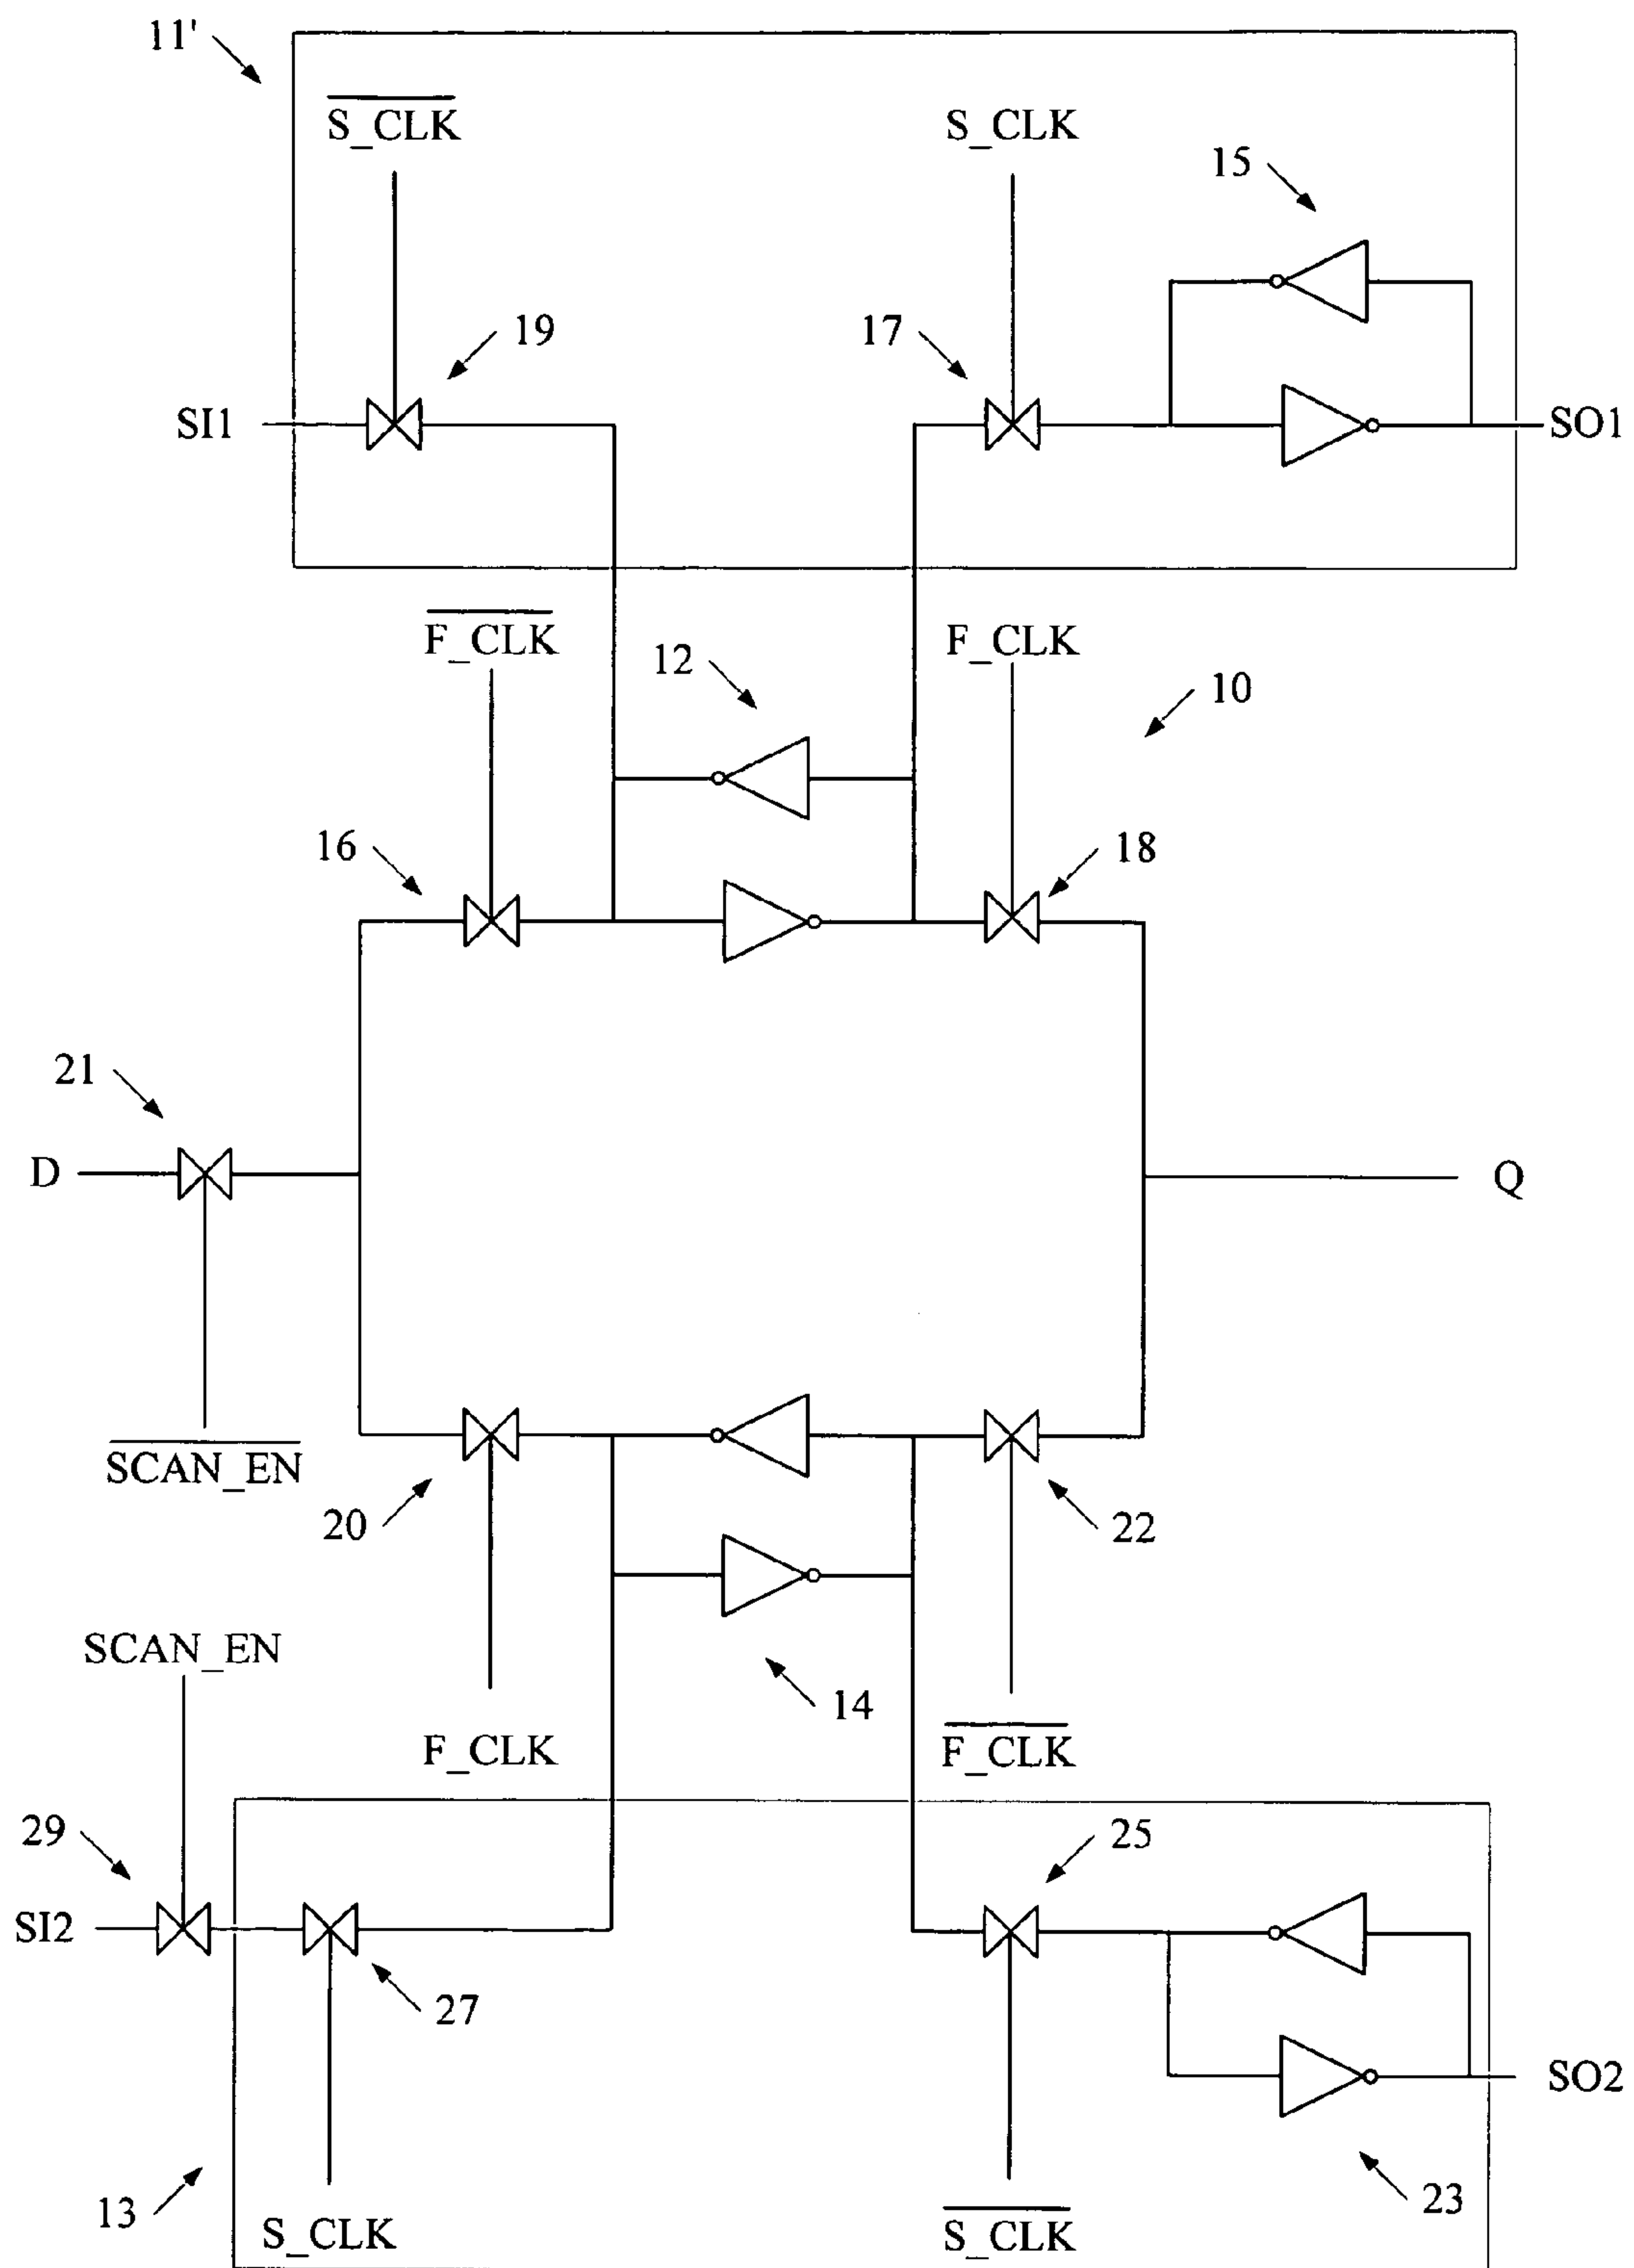 11'
S_CLK
S_CLK
15
19
17
SI1
SO1
F_CLK
F_CLK
12
10
16
18
21
D
Q
SCAN_EN
20
22
SCAN_EN
14
F_CLK
F_CLK
29
25
SI2
27
SO2
13
23
S_CLK
S_CLK